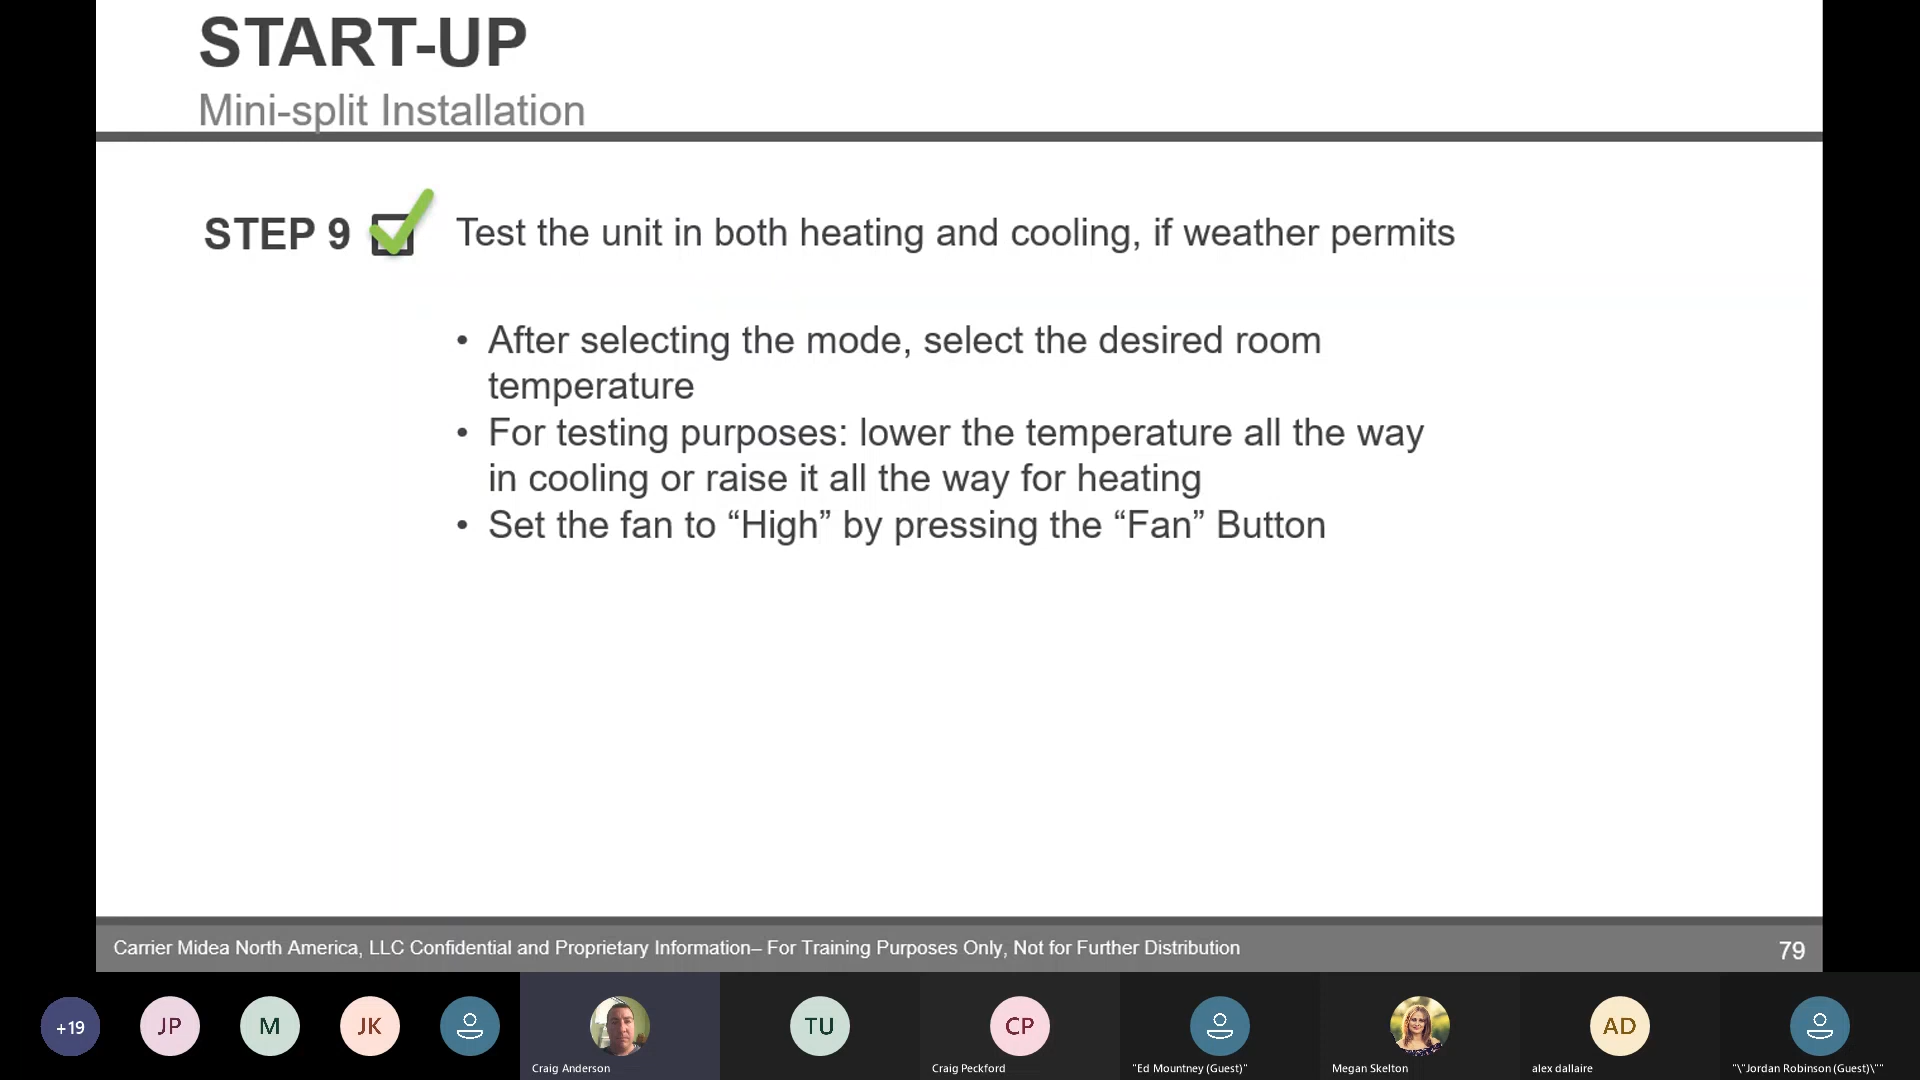 START-UP
Mini-split Installation
STEP 9 Test the unit in both heating and cooling, if weather permits
• After selecting the mode, select the desired room
temperature
• For testing purposes: lower the temperature all the way
in cooling or raise it all the way for heating
• Set the fan to “High” by pressing the “Fan” Button
Carrier Midea North America, LLC Confidential and Proprietary Information– For Training Purposes Only, Not for Further Distribution
79
+19
JP
M
JK
TU
CP
AD
Craig Anderson
Craig Peckford
"Ed Mountney (Guest)"
Megan Skelton
alex dallaire
"\"Jordan Robinson (Guest)\""